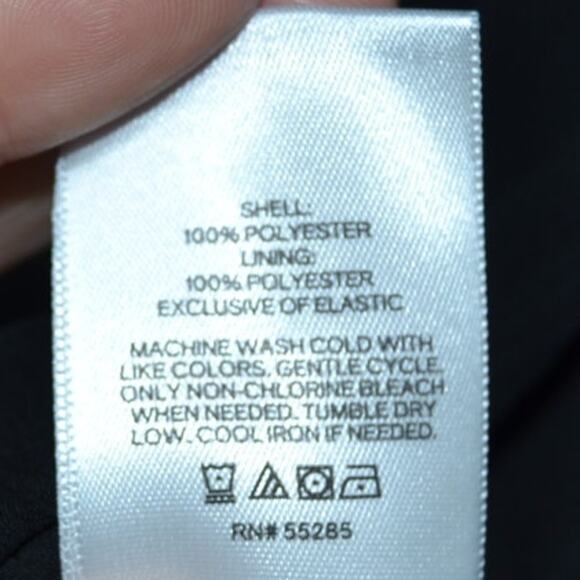 SHELL:
100% POLYESTER
LINING:
100% POLYESTER
EXCLUSIVE OF ELASTIC
MACHINE WASH COLD WITH
LIKE COLORS. GENTLE CYCLE.
ONLY NON-CHLORINE BLEACH
WHEN NEEDED. TUMBLE DRY
LOW. COOL IRON IF NEEDED.
RN# 55285